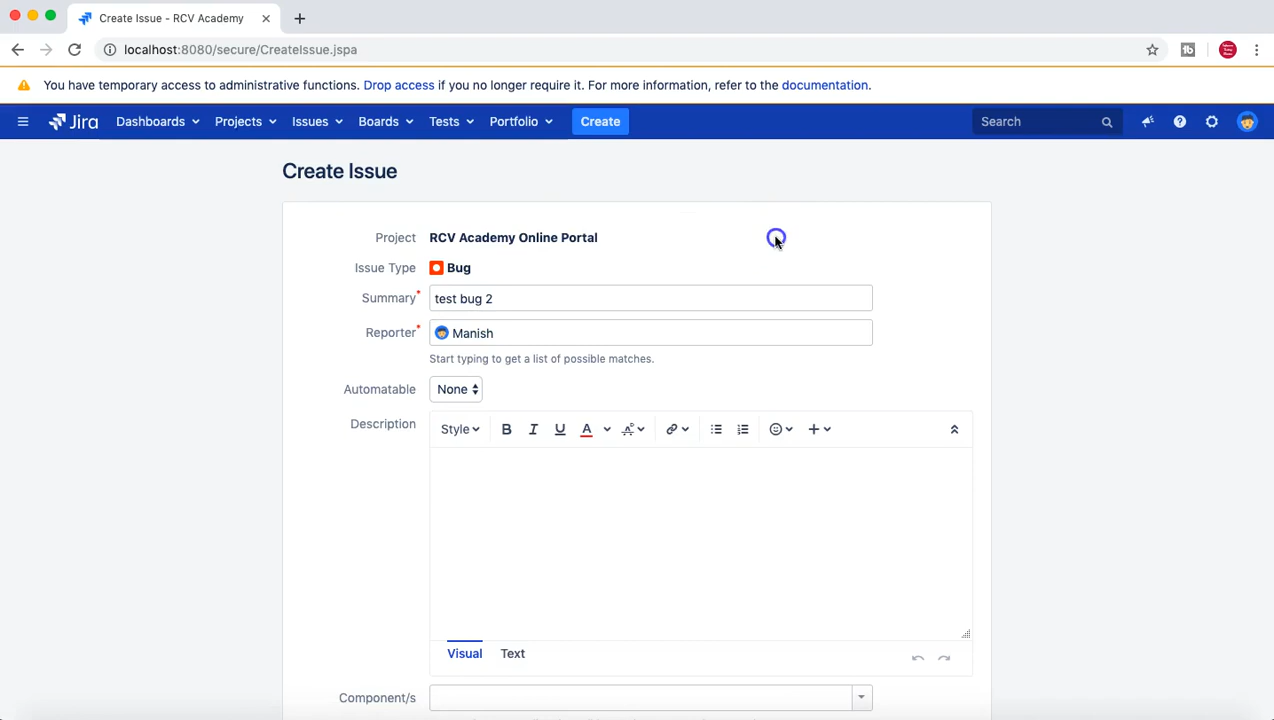 Create Issue - RCV Academy
localhost:8080/secure/CreateIssue.jspa
You have temporary access to administrative functions. Drop access if you no longer require it. For more information, refer to the documentation.
Jira Dashboards Projects Issues Boards Tests Portfolio Create Search
Create Issue
Project RCV Academy Online Portal
Issue Type Bug
Summary* test bug 2
Reporter* Manish
Start typing to get a list of possible matches.
Automatable None
Description Style B I U A
Visual Text
Component/s